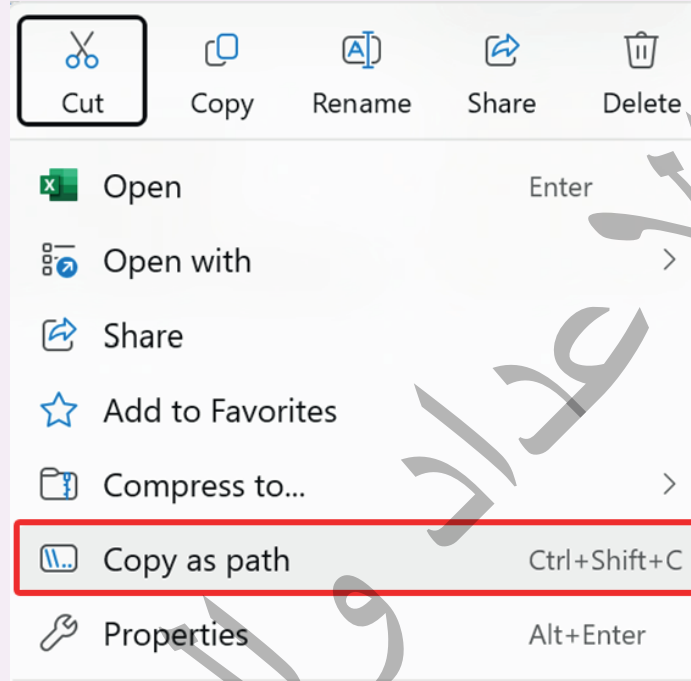 Cut Copy Rename Share Delete
Open Enter
Open with
Share
Add to Favorites
Compress to...
Copy as path Ctrl+Shift+C
Properties Alt+Enter